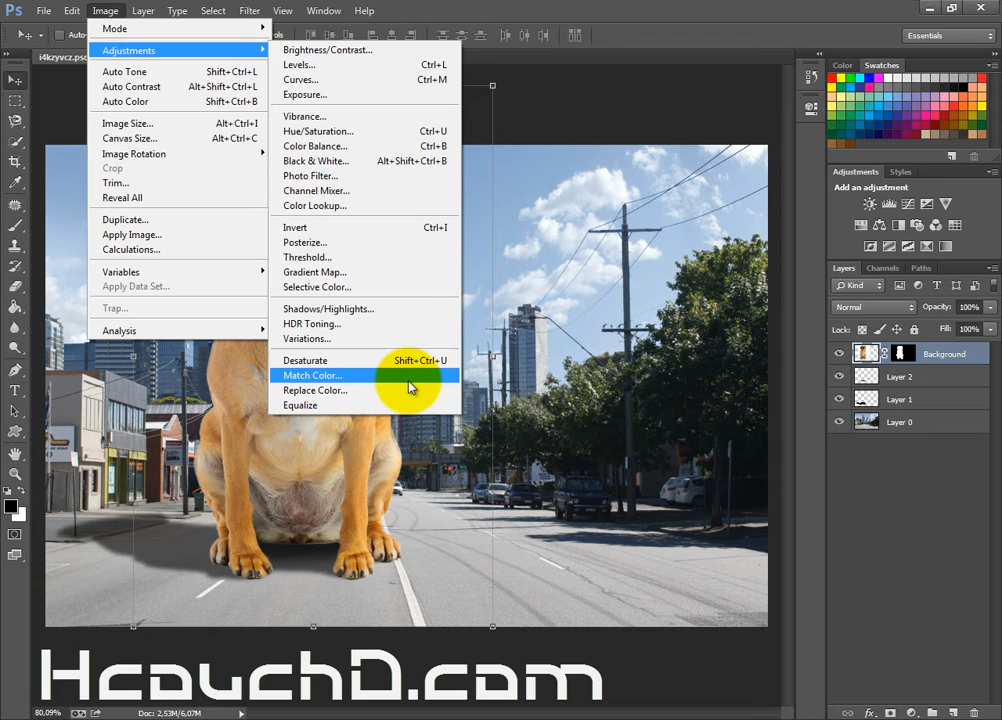 Ps File Edit Image Layer Type Select Filter View Window Help
Essentials
i4kzyvcz.psd
Mode
Adjustments
Auto Tone Shift+Ctrl+L
Auto Contrast Alt+Shift+Ctrl+L
Auto Color Shift+Ctrl+B
Image Size... Alt+Ctrl+I
Canvas Size... Alt+Ctrl+C
Image Rotation
Crop
Trim...
Reveal All
Duplicate...
Apply Image...
Calculations...
Variables
Apply Data Set...
Trap...
Analysis
Brightness/Contrast...
Levels... Ctrl+L
Curves... Ctrl+M
Exposure...
Vibrance...
Hue/Saturation... Ctrl+U
Color Balance... Ctrl+B
Black & White... Alt+Shift+Ctrl+B
Photo Filter...
Channel Mixer...
Color Lookup...
Invert Ctrl+I
Posterize...
Threshold...
Gradient Map...
Selective Color...
Shadows/Highlights...
HDR Toning...
Variations...
Desaturate Shift+Ctrl+U
Match Color...
Replace Color...
Equalize
Color Swatches
Adjustments Styles
Add an adjustment
Layers Channels Paths
Kind
Normal Opacity: 100%
Lock: Fill: 100%
Background
Layer 2
Layer 1
Layer 0
HcouchD.com
80,09% Doc: 2,53M/6,07M